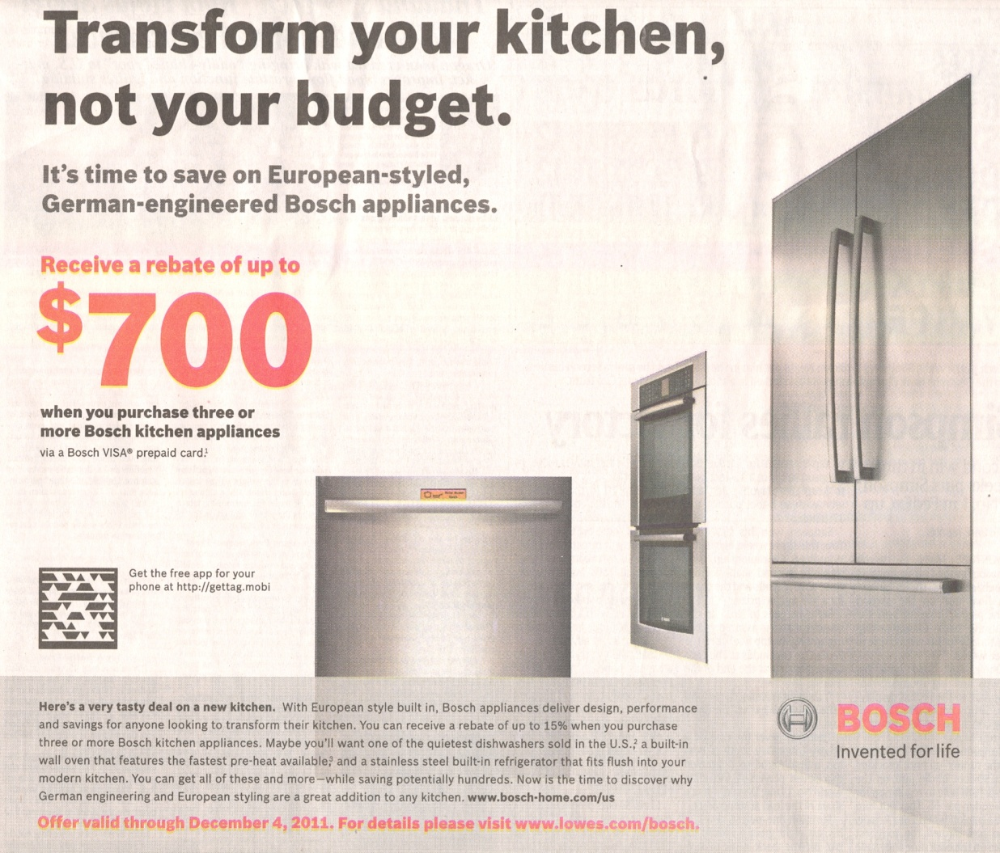 Transform your kitchen,
not your budget.
It's time to save on European-styled,
German-engineered Bosch appliances.
Receive a rebate of up to
$700
when you purchase three or
more Bosch kitchen appliances
via a Bosch VISA® prepaid card.¹
Get the free app for your
phone at http://gettag.mobi
Here's a very tasty deal on a new kitchen. With European style built in, Bosch appliances deliver design, performance
and savings for anyone looking to transform their kitchen. You can receive a rebate of up to 15% when you purchase
three or more Bosch kitchen appliances. Maybe you'll want one of the quietest dishwashers sold in the U.S.,² a built-in
wall oven that features the fastest pre-heat available,³ and a stainless steel built-in refrigerator that fits flush into your
modern kitchen. You can get all of these and more—while saving potentially hundreds. Now is the time to discover why
German engineering and European styling are a great addition to any kitchen. www.bosch-home.com/us
Offer valid through December 4, 2011. For details please visit www.lowes.com/bosch.
BOSCH
Invented for life